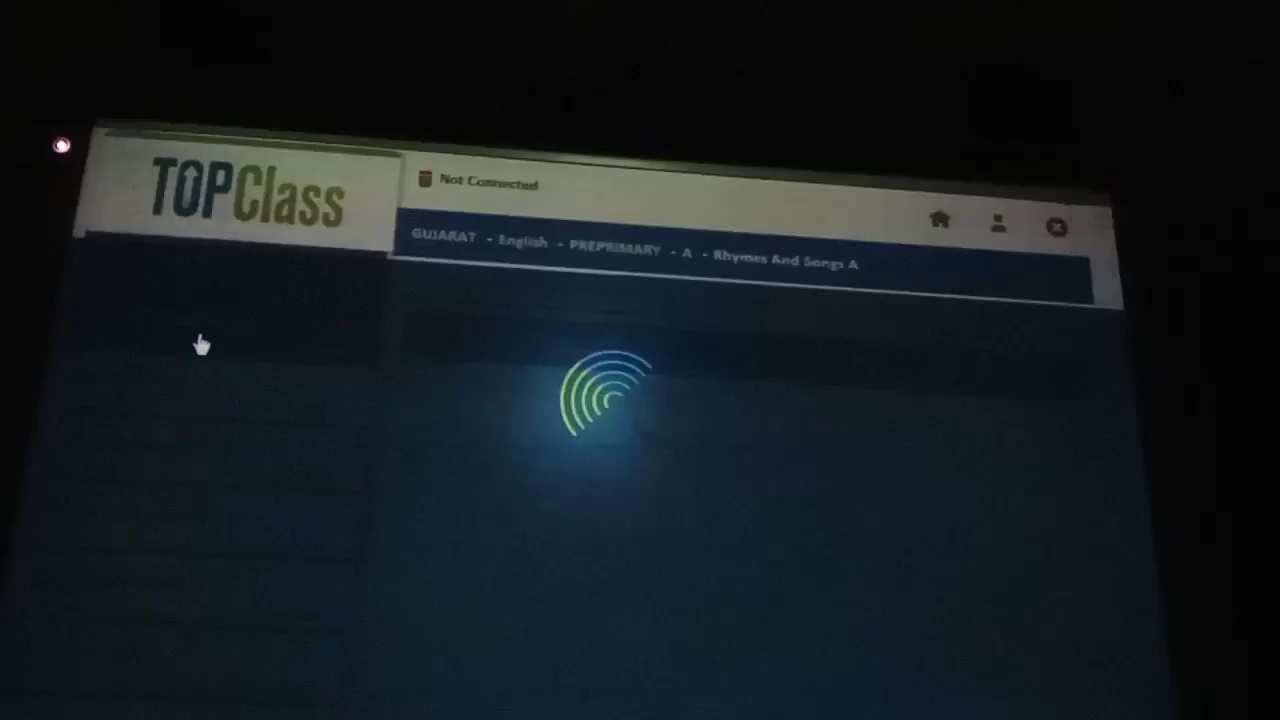 TOPClass
Not Connected
GUJARAT - English - PREPRIMARY - A - Rhymes And Songs A